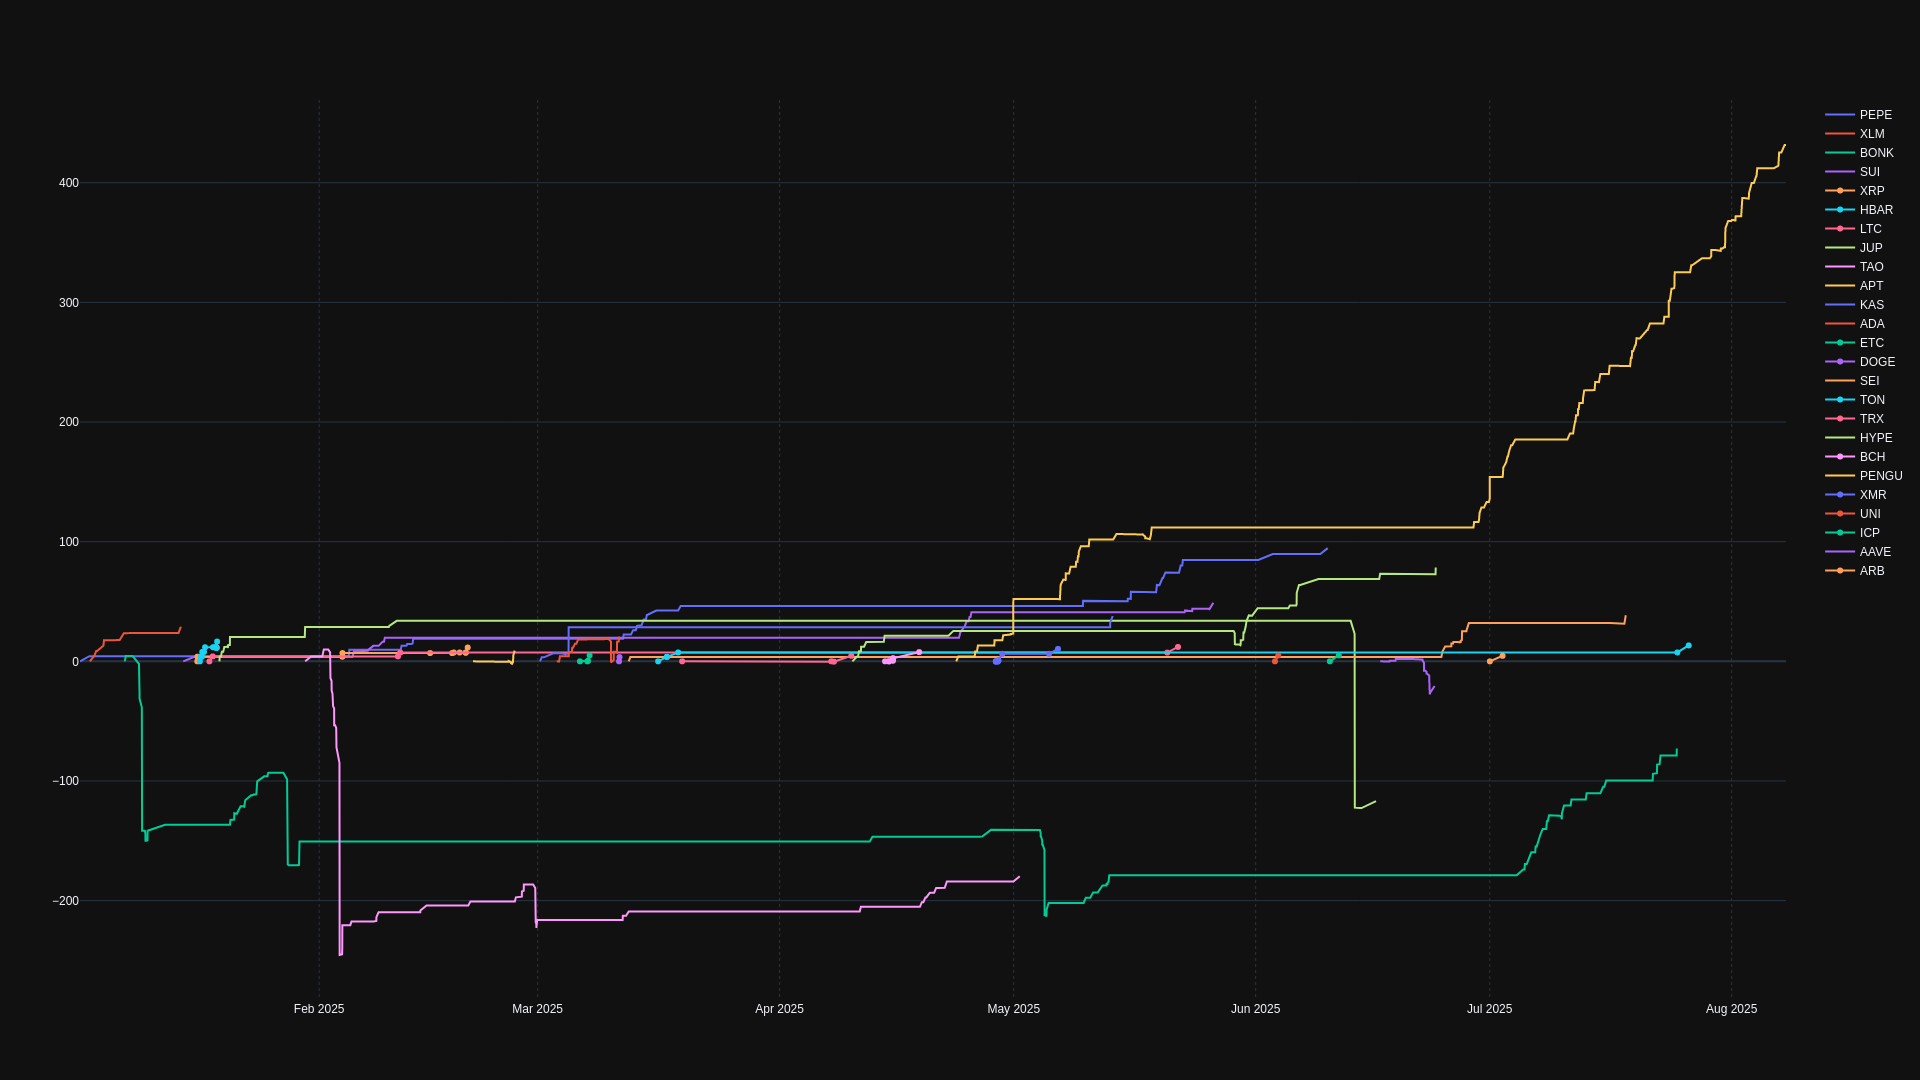 400
300
200
100
0
−100
−200
Feb 2025
Mar 2025
Apr 2025
May 2025
Jun 2025
Jul 2025
Aug 2025
PEPE
XLM
BONK
SUI
XRP
HBAR
LTC
JUP
TAO
APT
KAS
ADA
ETC
DOGE
SEI
TON
TRX
HYPE
BCH
PENGU
XMR
UNI
ICP
AAVE
ARB